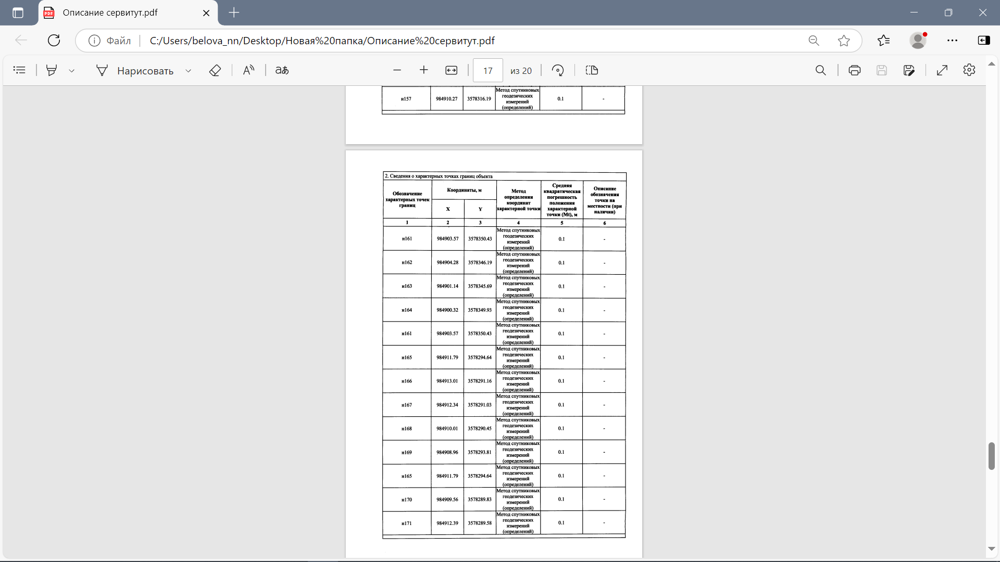 Описание сервитут.pdf
Файл
C:/Users/belova_nn/Desktop/Новая%20папка/Описание%20сервитут.pdf
Нарисовать
aあ
17 из 20
н157 984910.27 3578316.19 Метод спутниковых геодезических измерений (определений) 0.1 -
2. Сведения о характерных точках границ объекта
Обозначение характерных точек границ
Координаты, м
X Y
Метод определения координат характерной точки
Средняя квадратическая погрешность положения характерной точки (Mt), м
Описание обозначения точки на местности (при наличии)
1 2 3 4 5 6
н161 984903.57 3578350.43 Метод спутниковых геодезических измерений (определений) 0.1 -
н162 984904.28 3578346.19 Метод спутниковых геодезических измерений (определений) 0.1 -
н163 984901.14 3578345.69 Метод спутниковых геодезических измерений (определений) 0.1 -
н164 984900.32 3578349.93 Метод спутниковых геодезических измерений (определений) 0.1 -
н161 984903.57 3578350.43 Метод спутниковых геодезических измерений (определений) 0.1 -
н165 984911.79 3578294.64 Метод спутниковых геодезических измерений (определений) 0.1 -
н166 984913.01 3578291.16 Метод спутниковых геодезических измерений (определений) 0.1 -
н167 984912.34 3578291.03 Метод спутниковых геодезических измерений (определений) 0.1 -
н168 984910.01 3578290.45 Метод спутниковых геодезических измерений (определений) 0.1 -
н169 984908.96 3578293.81 Метод спутниковых геодезических измерений (определений) 0.1 -
н165 984911.79 3578294.64 Метод спутниковых геодезических измерений (определений) 0.1 -
н170 984909.56 3578289.83 Метод спутниковых геодезических измерений (определений) 0.1 -
н171 984912.39 3578289.58 Метод спутниковых геодезических измерений (определений) 0.1 -